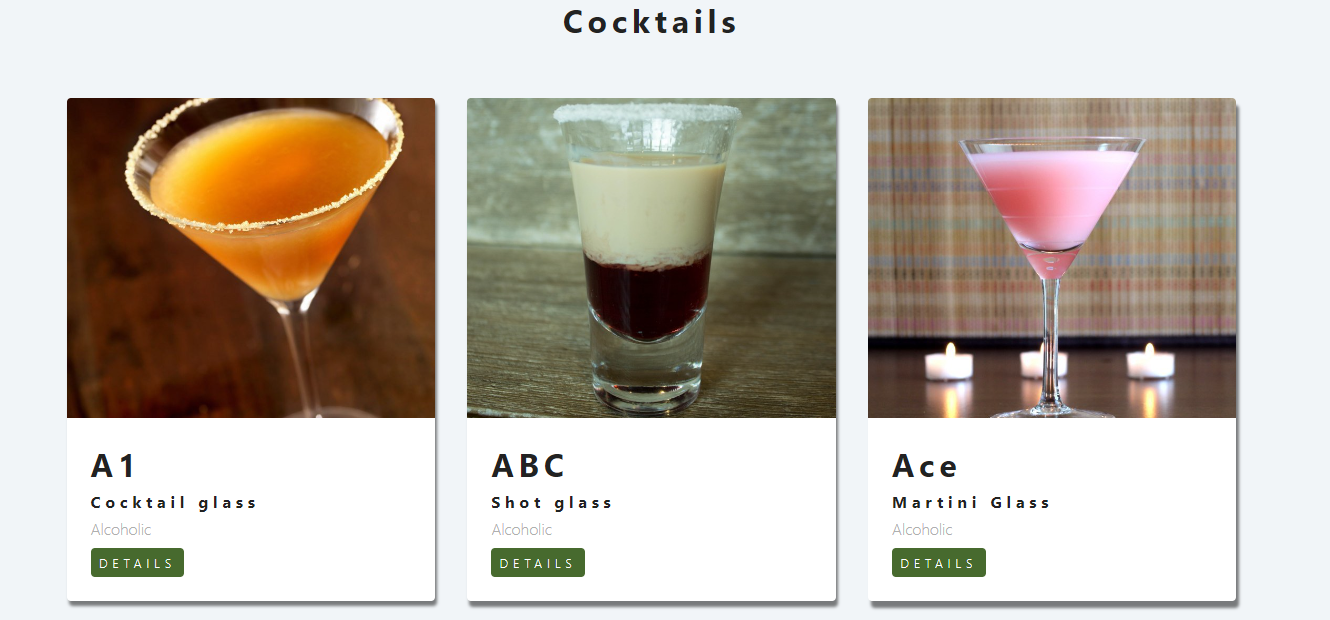 Cocktails
A1
Cocktail glass
Alcoholic
DETAILS
ABC
Shot glass
Alcoholic
DETAILS
Ace
Martini Glass
Alcoholic
DETAILS